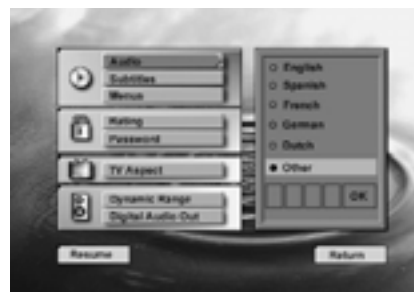 Audio
Subtitles
Menus
Rating
Password
TV Aspect
Dynamic Range
Digital Audio Out
English
Spanish
French
German
Dutch
Other
OK
Resume
Return